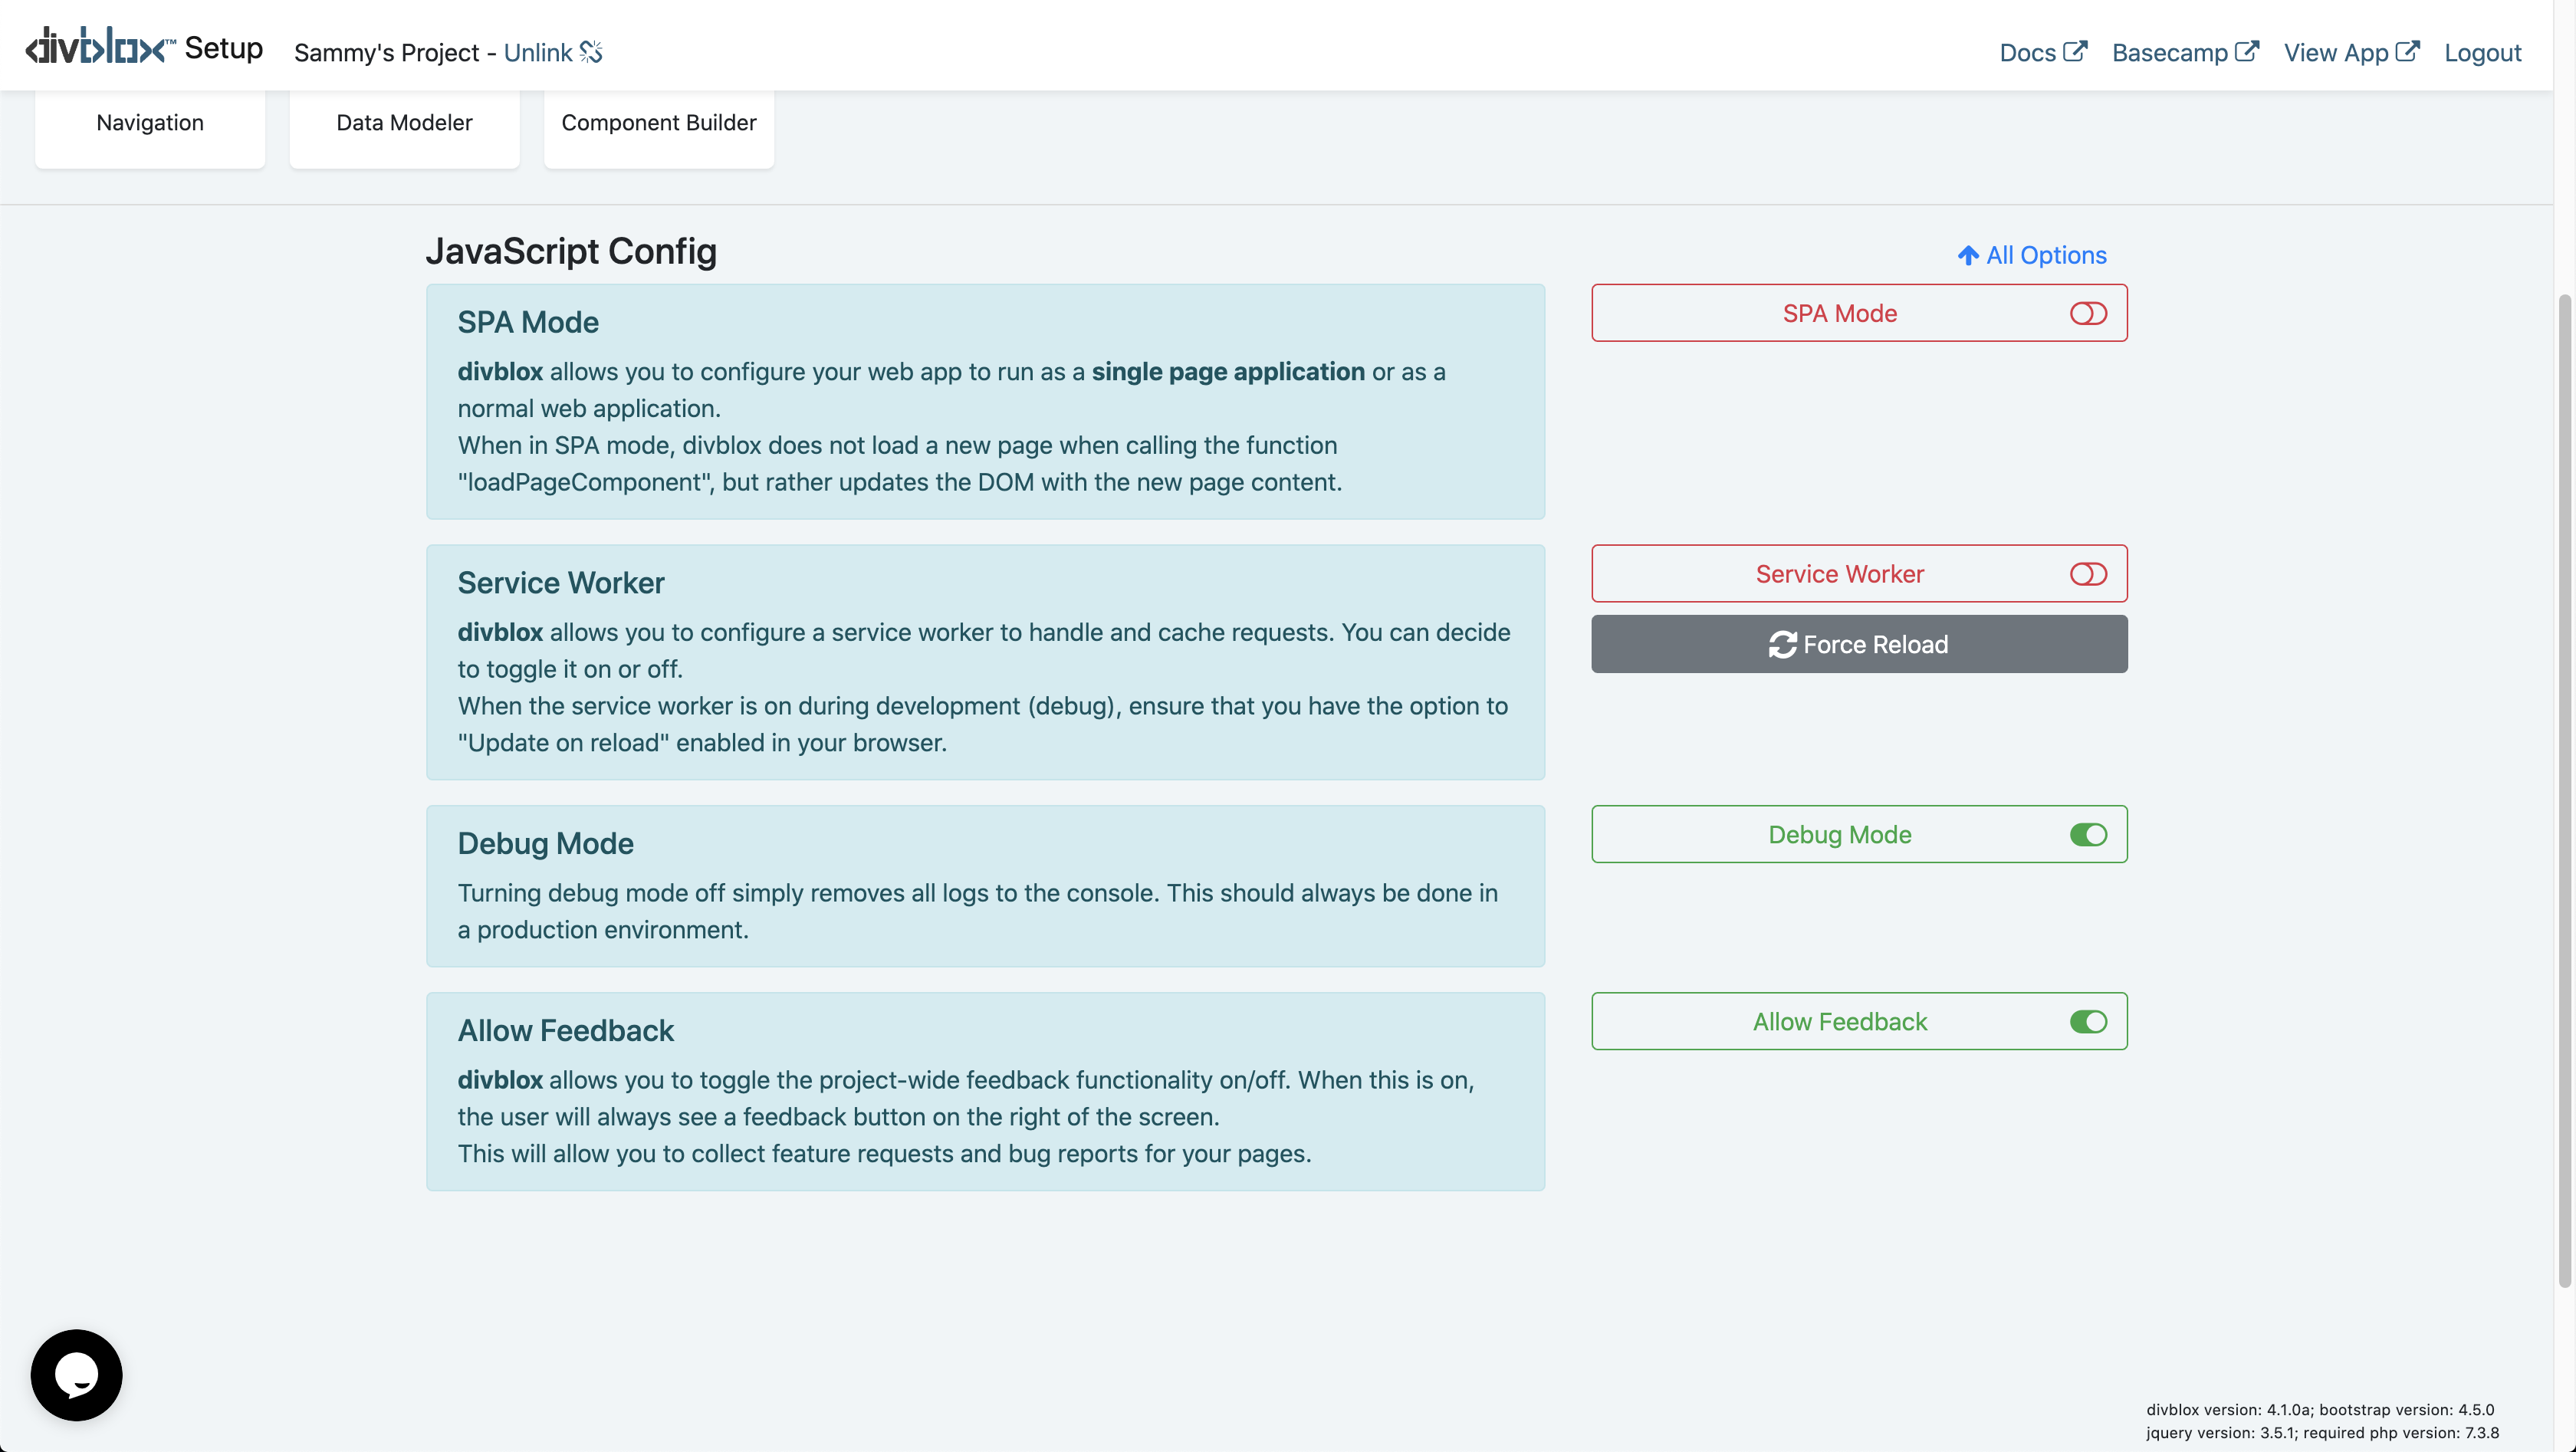 divblox™ Setup
Sammy's Project - Unlink
Docs Basecamp View App Logout
Navigation
Data Modeler
Component Builder
JavaScript Config
All Options
SPA Mode
divblox allows you to configure your web app to run as a single page application or as a
normal web application.
When in SPA mode, divblox does not load a new page when calling the function
"loadPageComponent", but rather updates the DOM with the new page content.
SPA Mode
Service Worker
divblox allows you to configure a service worker to handle and cache requests. You can decide
to toggle it on or off.
When the service worker is on during development (debug), ensure that you have the option to
"Update on reload" enabled in your browser.
Service Worker
Force Reload
Debug Mode
Turning debug mode off simply removes all logs to the console. This should always be done in
a production environment.
Debug Mode
Allow Feedback
divblox allows you to toggle the project-wide feedback functionality on/off. When this is on,
the user will always see a feedback button on the right of the screen.
This will allow you to collect feature requests and bug reports for your pages.
Allow Feedback
divblox version: 4.1.0a; bootstrap version: 4.5.0
jquery version: 3.5.1; required php version: 7.3.8